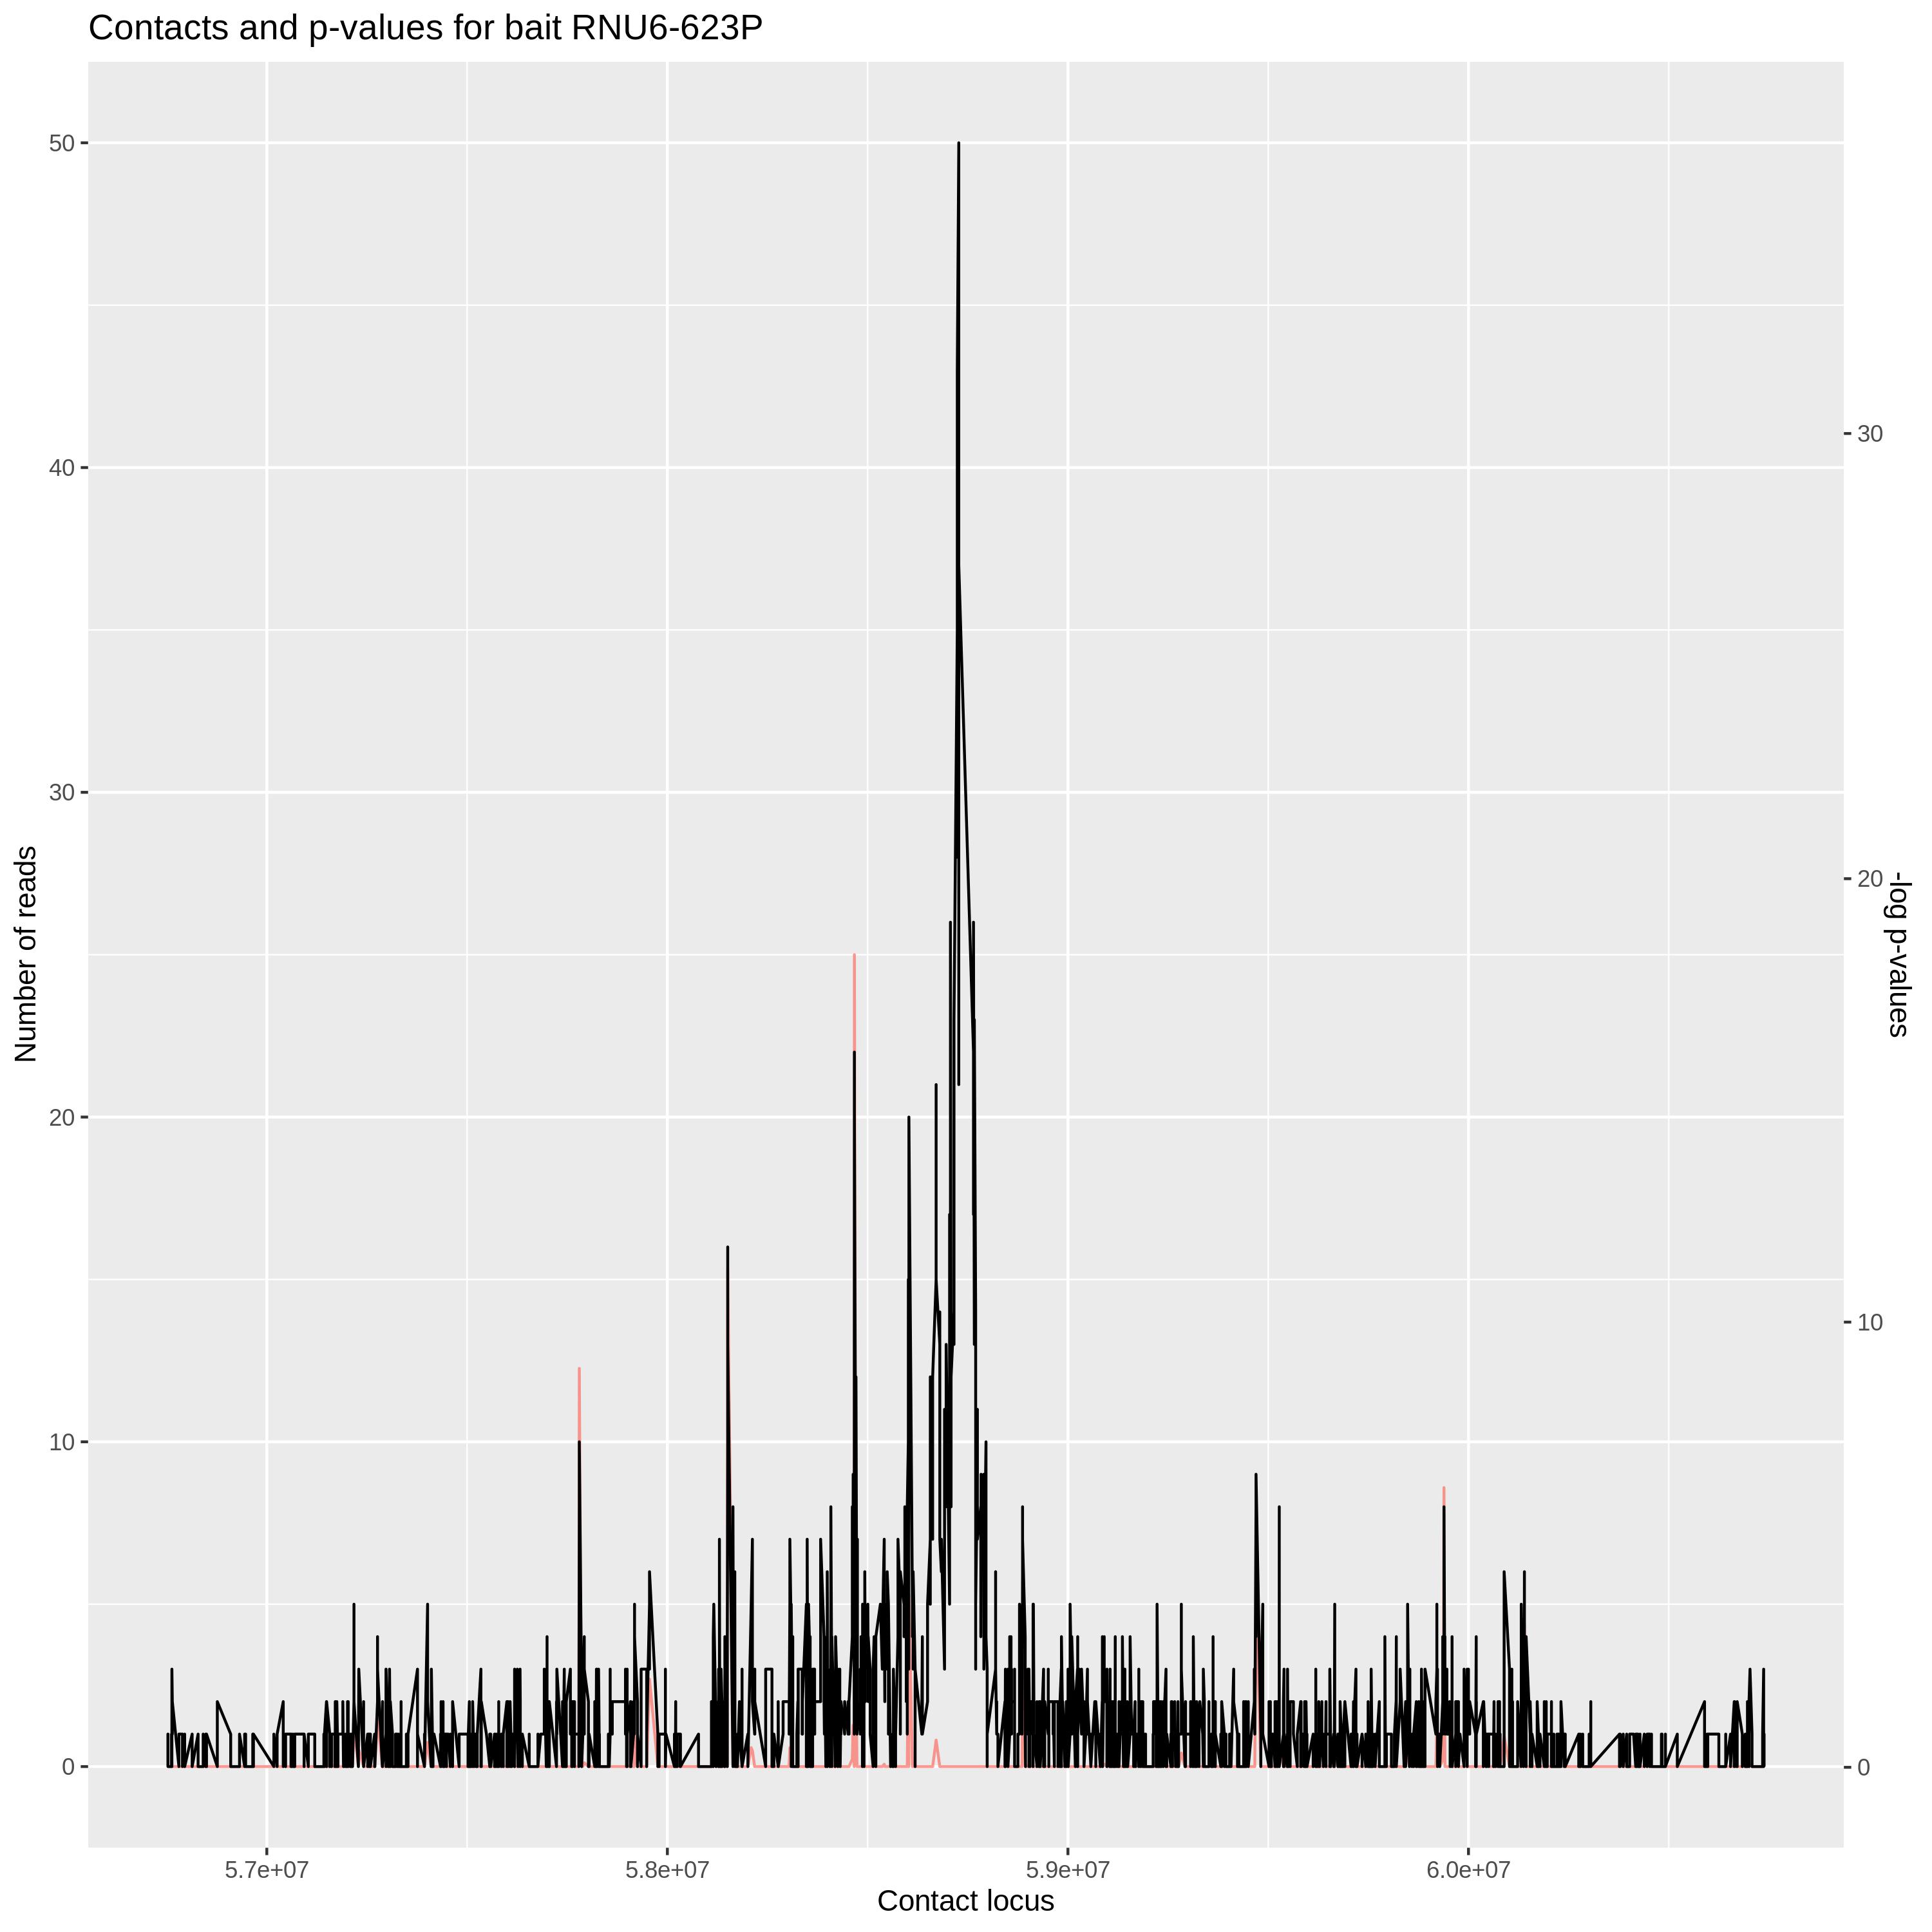 Contacts and p-values for bait RNU6-623P
50
40
30
20
10
0
Number of reads
30
20
10
0
-log p-values
5.7e+07
5.8e+07
5.9e+07
6.0e+07
Contact locus